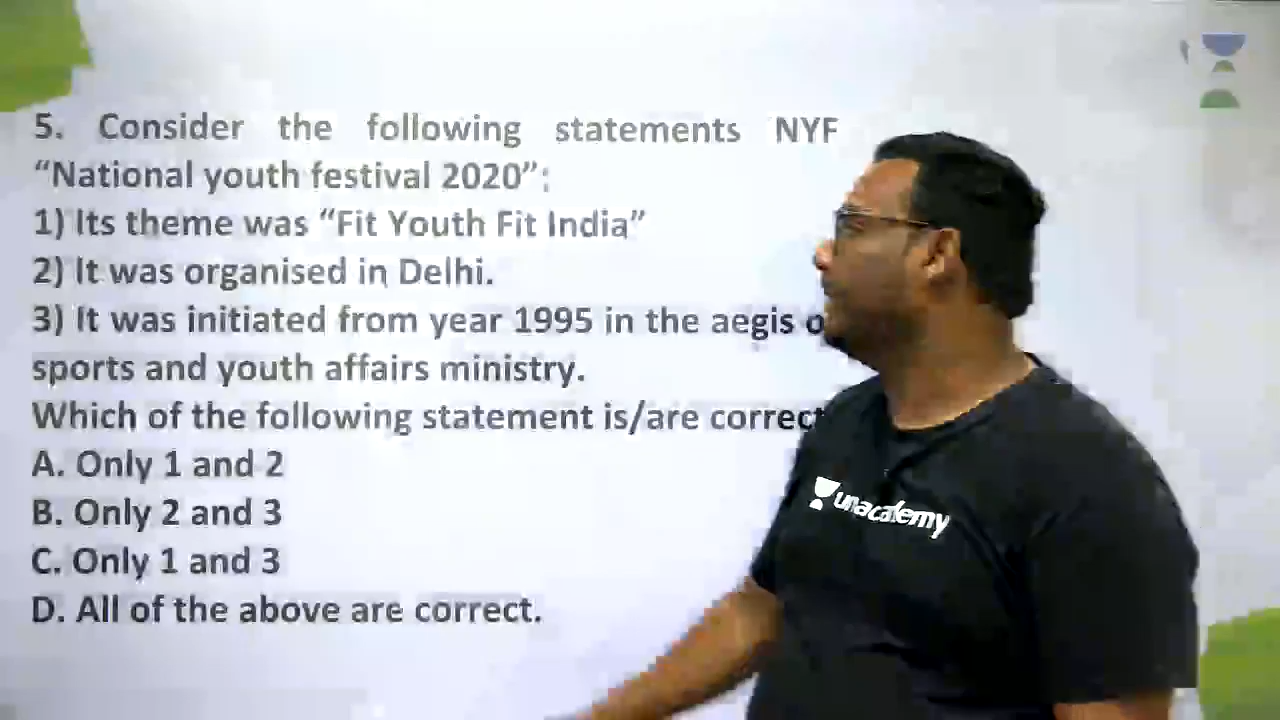 5. Consider the following statements NYF
“National youth festival 2020”:
1) Its theme was “Fit Youth Fit India”
2) It was organised in Delhi.
3) It was initiated from year 1995 in the aegis
sports and youth affairs ministry.
Which of the following statement is/are correct
A. Only 1 and 2
B. Only 2 and 3
C. Only 1 and 3
D. All of the above are correct.
unacademy